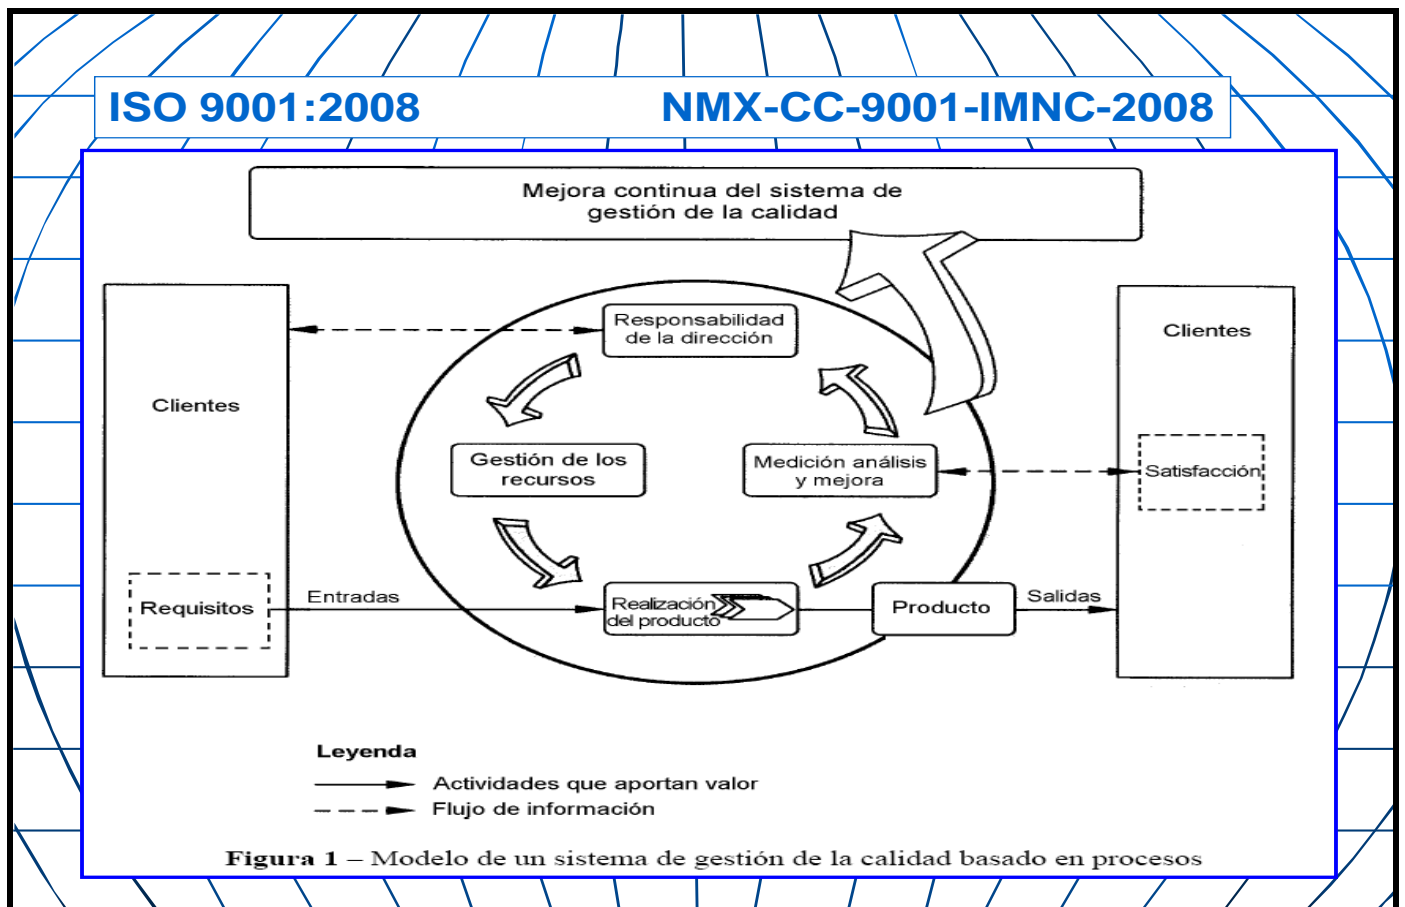 ISO 9001:2008 NMX-CC-9001-IMNC-2008
Mejora continua del sistema de
gestión de la calidad
Responsabilidad
de la dirección
Clientes
Clientes
Gestión de los
recursos
Medición análisis
y mejora
Satisfacción
Requisitos
Entradas
Realización
del producto
Producto
Salidas
Leyenda
Actividades que aportan valor
Flujo de información
Figura 1 – Modelo de un sistema de gestión de la calidad basado en procesos